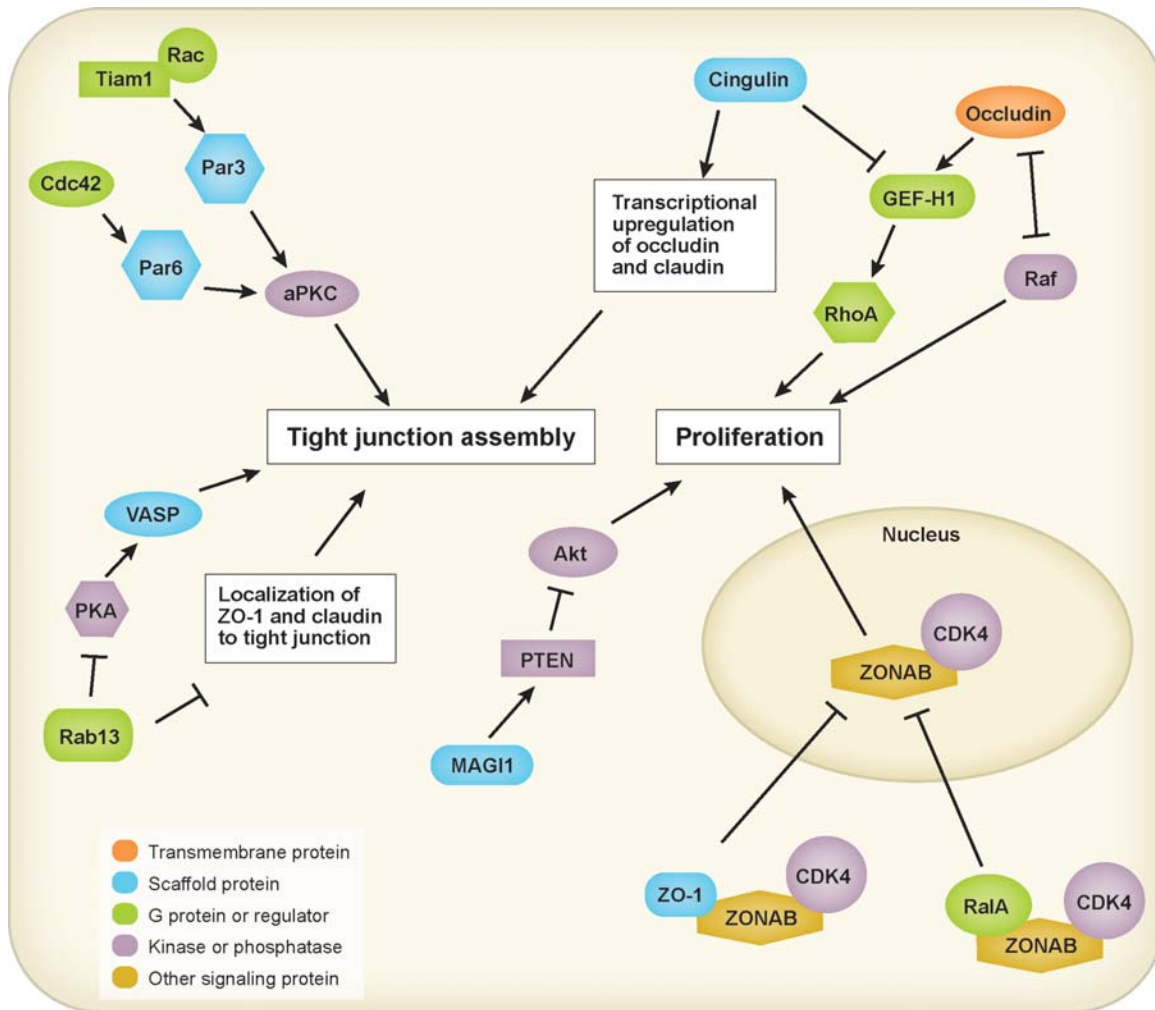 Rac
Tiam1
Cingulin
Occludin
Par3
Cdc42
GEF-H1
Transcriptional
upregulation
of occludin
and claudin
Par6
aPKC
Raf
RhoA
Tight junction assembly
Proliferation
VASP
Nucleus
Akt
Localization of
ZO-1 and claudin
to tight junction
PKA
CDK4
PTEN
ZONAB
Rab13
MAGI1
Transmembrane protein
Scaffold protein
G protein or regulator
Kinase or phosphatase
Other signaling protein
CDK4
ZO-1
ZONAB
CDK4
RalA
ZONAB